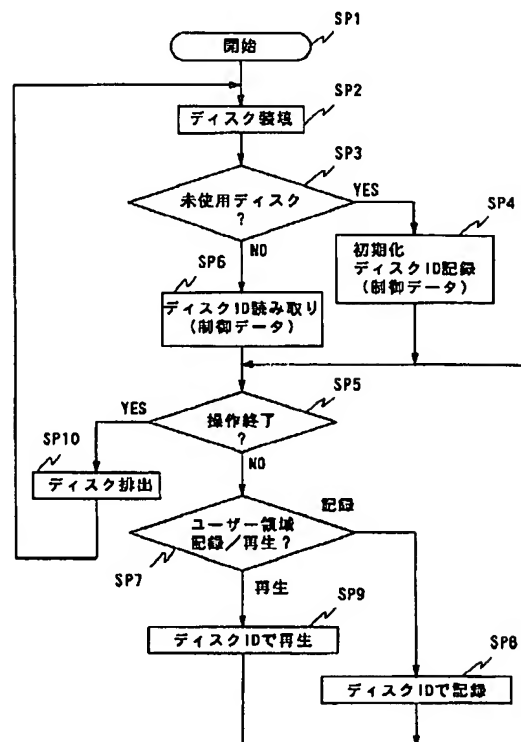 SP1
開始
SP2
ディスク装填
SP3
未使用ディスク
?
YES
NO
SP4
初期化
ディスクID記録
(制御データ)
SP6
ディスクID読み取り
(制御データ)
SP5
操作終了
?
YES
NO
SP10
ディスク排出
ユーザー領域
記録/再生?
記録
SP7
再生
SP9
ディスクIDで再生
SP8
ディスクIDで記録